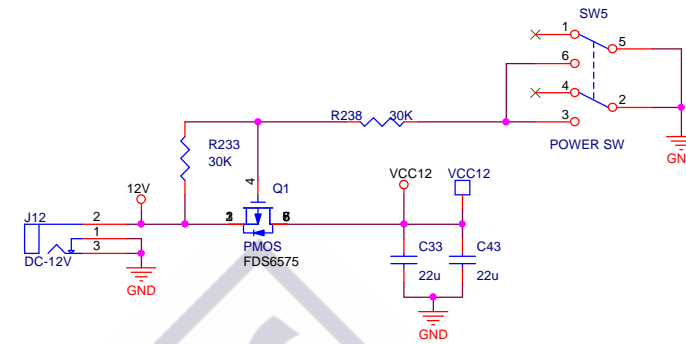 SW5
1
5
6
4
2
3
POWER SW
GN
R238
30K
R233
30K
4
Q1
12V
VCC12
VCC12
J12
2
1
3
DC-12V
GND
PMOS
FDS6575
C33
22u
C43
22u
GND